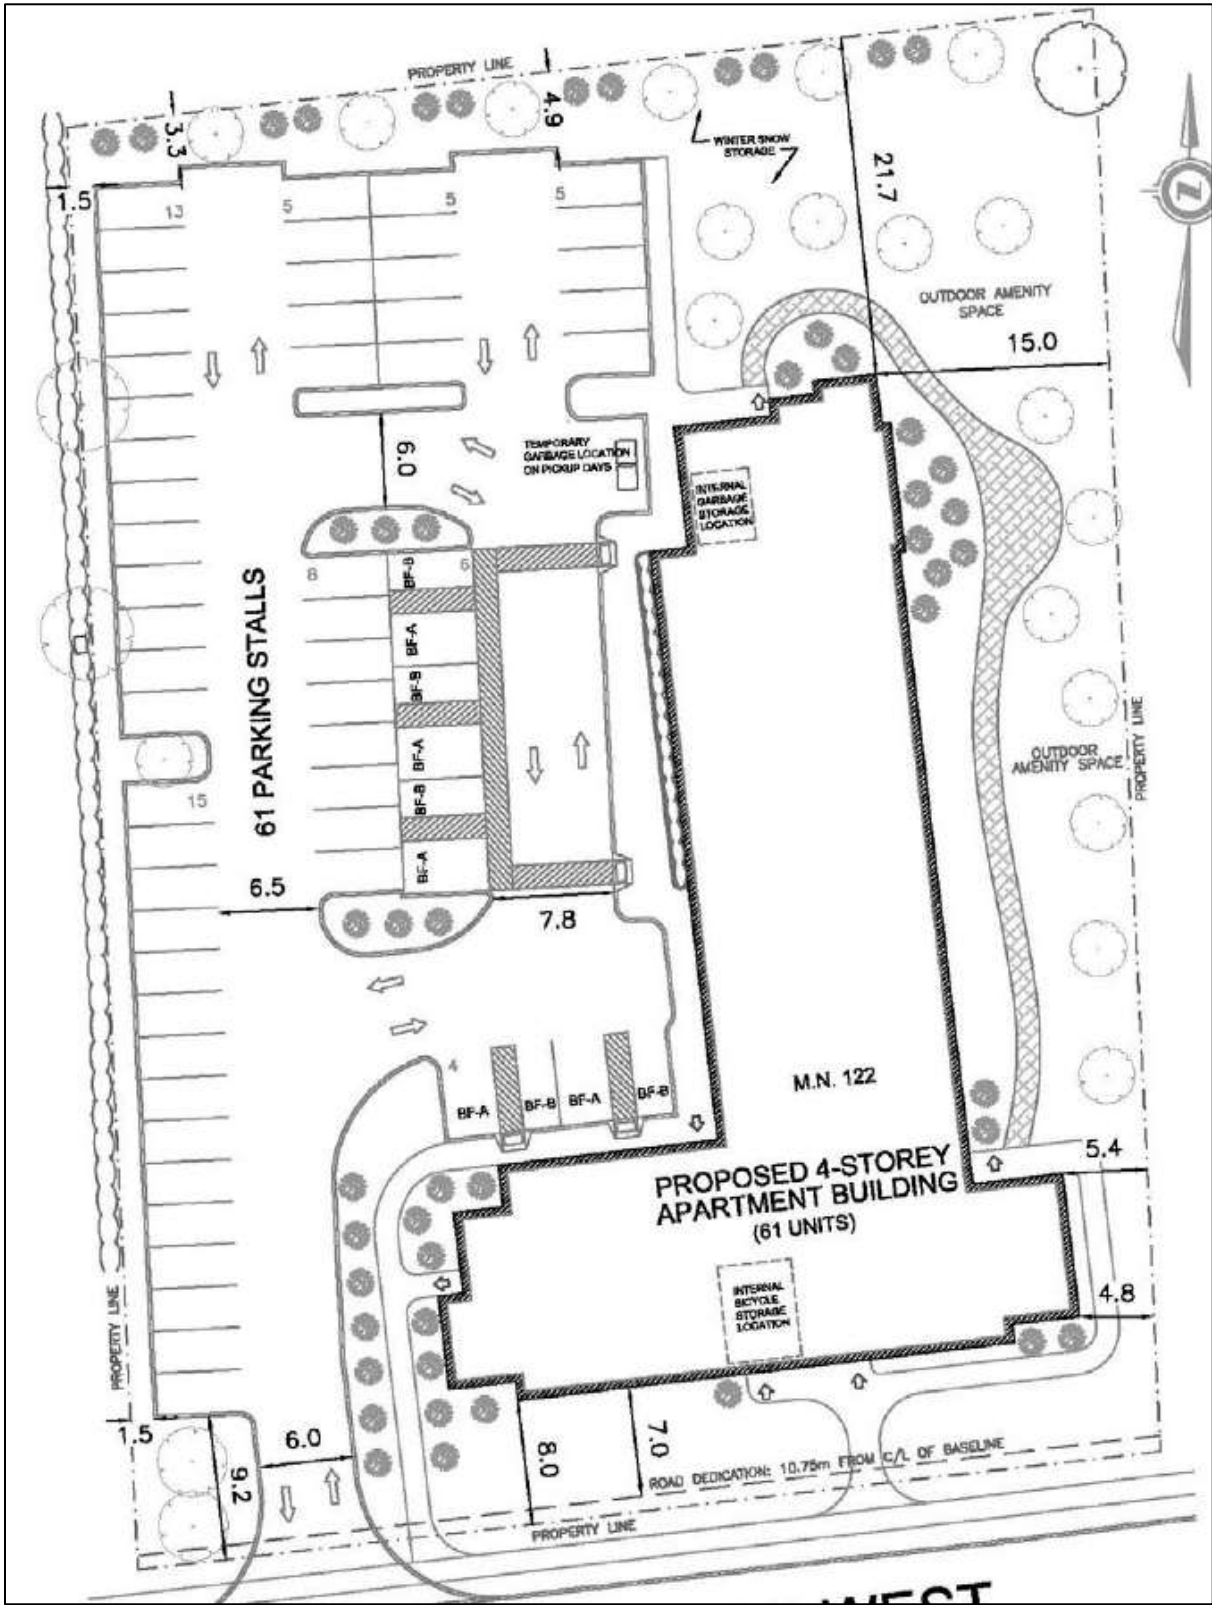 PROPERTY LINE
3.3
4.9
WINTER SNOW
STORAGE
21.7
N
1.5
13
5
5
5
OUTDOOR AMENITY
SPACE
15.0
6.0
TEMPORARY
GARBAGE LOCATION
ON PICKUP DAYS
INTERNAL
GARBAGE
STORAGE
LOCATION
8
6
BF-B
BF-A
BF-B
BF-A
BF-B
BF-A
61 PARKING STALLS
15
OUTDOOR
AMENITY SPACE
PROPERTY LINE
6.5
7.8
4
BF-A
BF-B
BF-A
BF-B
M.N. 122
PROPOSED 4-STOREY
APARTMENT BUILDING
(61 UNITS)
5.4
4.8
INTERNAL
BICYCLE
STORAGE
LOCATION
PROPERTY LINE
1.5
9.2
6.0
8.0
7.0
ROAD DEDICATION: 10.75m FROM C/L OF BASELINE
PROPERTY LINE
WEST